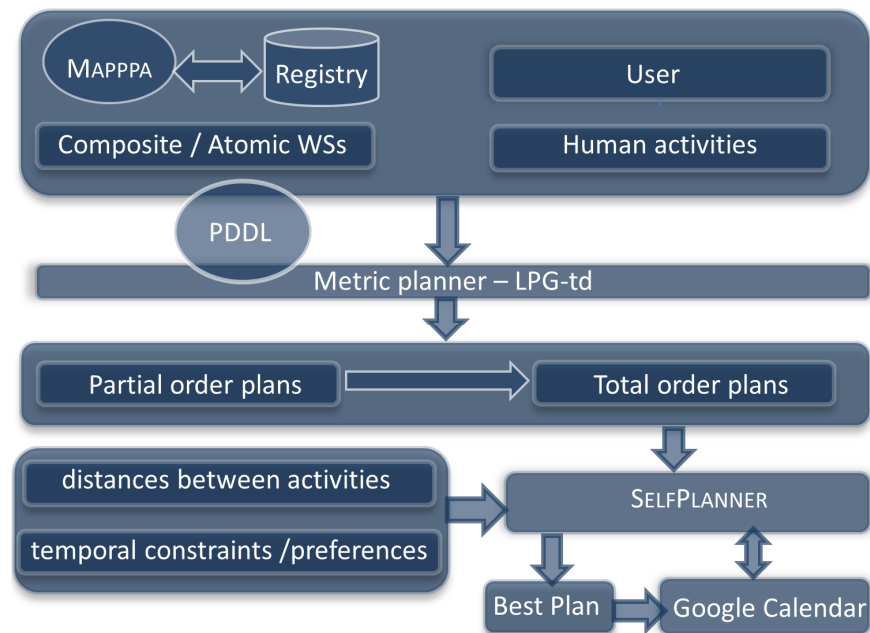 MAPPPA
Registry
User
Composite / Atomic WSs
Human activities
PDDL
Metric planner – LPG-td
Partial order plans
Total order plans
distances between activities
SELFPLANNER
temporal constraints /preferences
Best Plan
Google Calendar